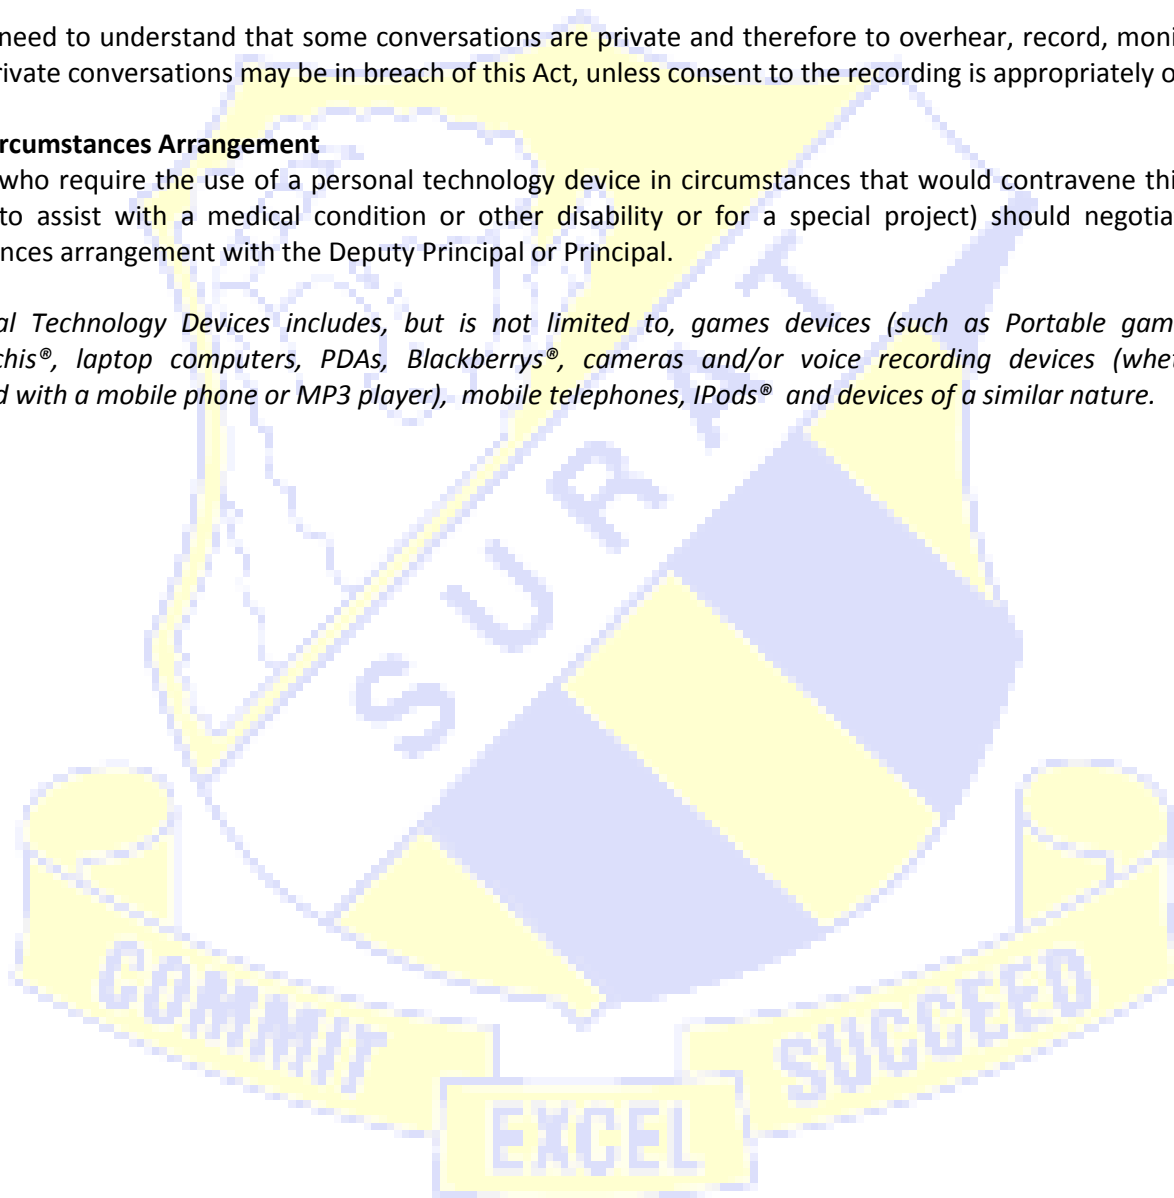 need to understand that some conversations are private and therefore to overhear, record, moni
rivate conversations may be in breach of this Act, unless consent to the recording is appropriately o
rcumstances Arrangement
who require the use of a personal technology device in circumstances that would contravene thi
to assist with a medical condition or other disability or for a special project) should negotia
nces arrangement with the Deputy Principal or Principal.
al Technology Devices includes, but is not limited to, games devices (such as Portable gam
chis®, laptop computers, PDAs, Blackberrys®, cameras and/or voice recording devices (whet
d with a mobile phone or MP3 player), mobile telephones, IPods® and devices of a similar nature.
SURAT
COMMIT
EXCEL
SUCCEED